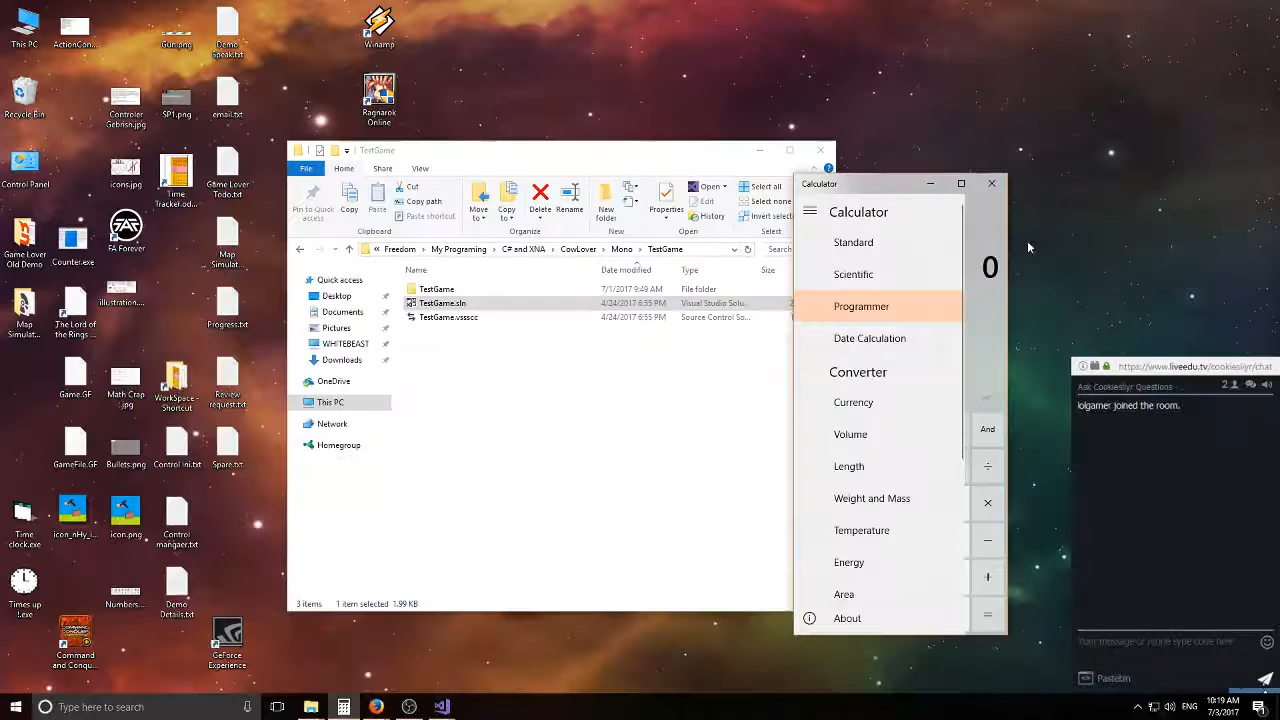 This PC
ActionCon...
Gun.png
Demo
Speak.txt
Winamp
Recycle Bin
Controler
Gebrish.jpg
SP1.png
email.txt
Ragnarok
Online
Control Panel
icons.jpg
Time
Tracker.od...
Game Lover
Todo.txt
Game Lover
Old Demo
Counter.exe
FA Forever
Map
Simulat...
Map
Simulat...
The Lord of
the Rings ...
illustration....
Progress.txt
Game.GF
Math Crap
.jpg
WorkSpace -
Shortcut
Review
request.txt
GameFile.GF
Bullets.png
Control ini.txt
Spare.txt
Time
clock.exe
icon_nHy_i...
icon.png
Control
manger.txt
Times up
!.exe
Numbers....
Demo
Details.txt
Command
and Conqu...
GeForce
Experience
TestGame
File
Home
Share
View
Pin to Quick
access
Copy
Paste
Cut
Copy path
Paste shortcut
Clipboard
Move
to
Copy
to
Delete
Rename
Organize
New
folder
New
Properties
Open
Edit
History
Open
Select all
Select none
Invert selectio
« Freedom > My Programing > C# and XNA > CowLover > Mono > TestGame
Search
Name
Date modified
Type
Size
Quick access
Desktop
Documents
Pictures
WHITEBEAST
Downloads
OneDrive
This PC
Network
Homegroup
TestGame
7/1/2017 9:49 AM
File folder
TestGame.sln
4/24/2017 6:55 PM
Visual Studio Solu...
TestGame.vssscc
4/24/2017 6:55 PM
Source Control So...
3 items
1 item selected 1.99 KB
Calculator
Calculator
Standard
Scientific
Programmer
Date Calculation
Converter
Currency
Volume
Length
Weight and Mass
Temperature
Energy
Area
About
0
And
÷
×
−
+
=
https://www.liveedu.tv/cookiesliyr/chat
Ask Cookiesliyr Questions - ..
2
lolgamer joined the room.
Pastebin
Type here to search
ENG
10:19 AM
7/3/2017